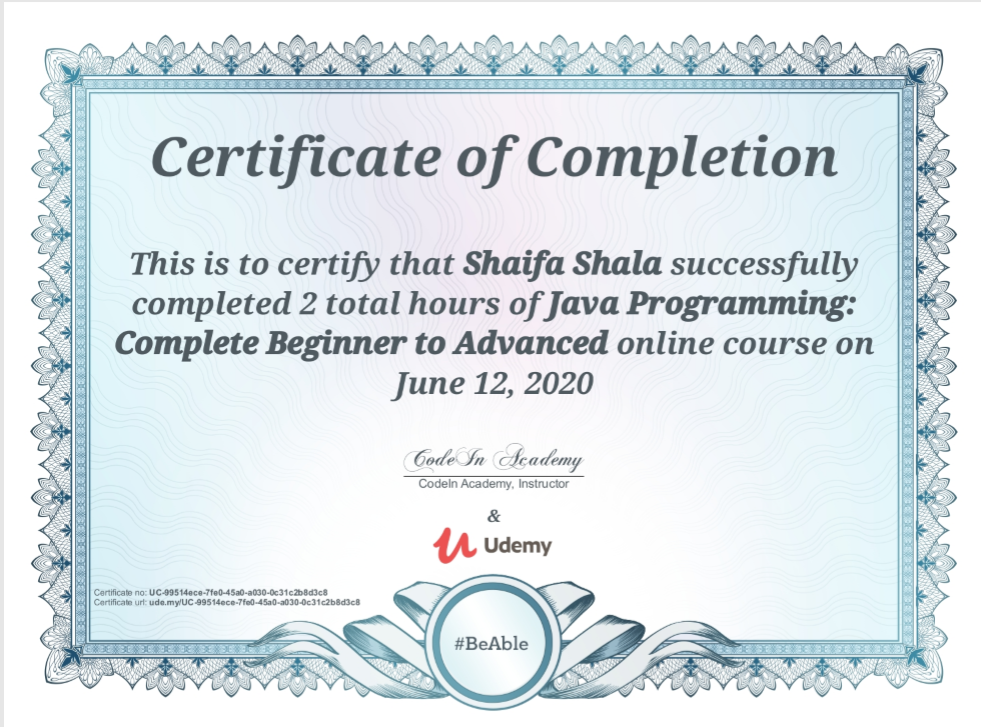 Certificate of Completion
This is to certify that Shaifa Shala successfully
completed 2 total hours of Java Programming:
Complete Beginner to Advanced online course on
June 12, 2020
CodeIn Academy
CodeIn Academy, Instructor
&
Udemy
Certificate no: UC-99514ece-7fe0-45a0-a030-0c31c2b8d3c8
Certificate url: ude.my/UC-99514ece-7fe0-45a0-a030-0c31c2b8d3c8
#BeAble